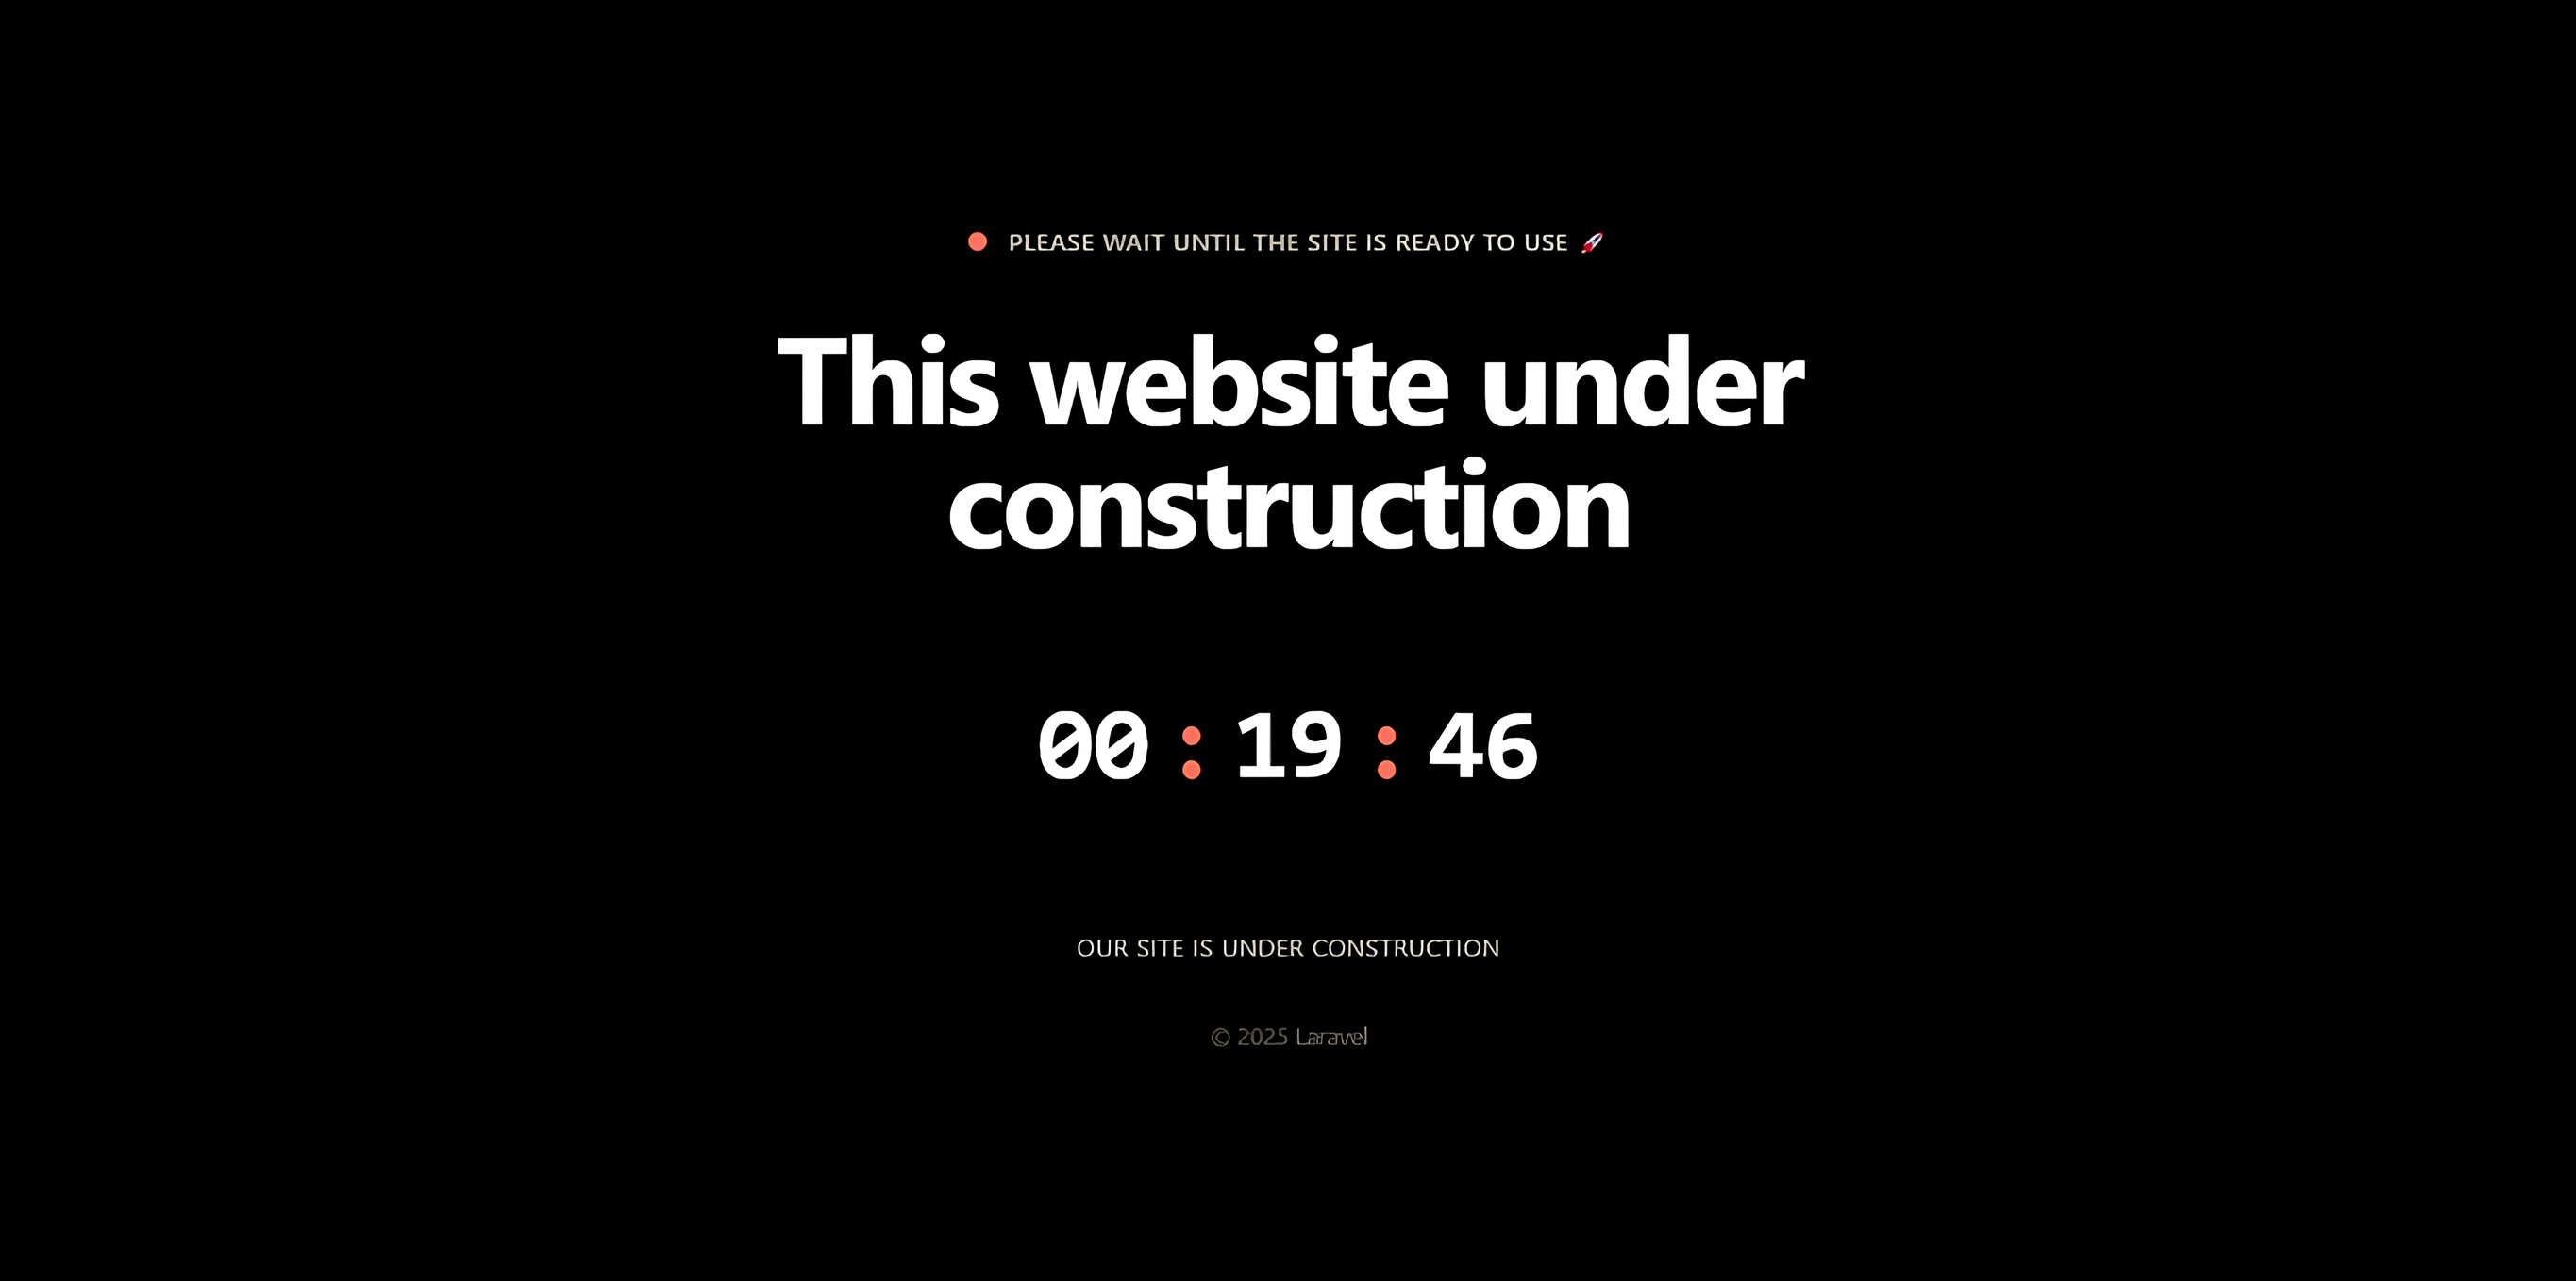 PLEASE WAIT UNTIL THE SITE IS READY TO USE 🚀
This website under
construction
00 : 19 : 46
OUR SITE IS UNDER CONSTRUCTION
© 2025 Laravel